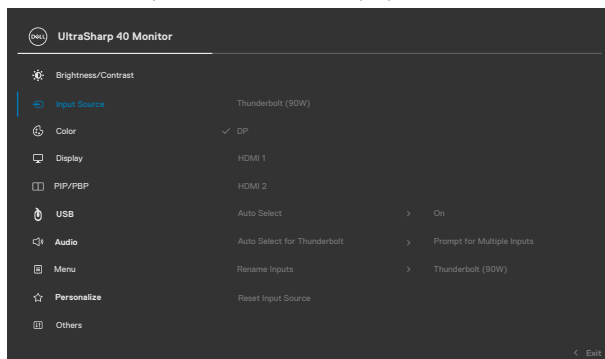 DELL UltraSharp 40 Monitor
Brightness/Contrast
Input Source Thunderbolt (90W)
Color ✓ DP
Display HDMI 1
PIP/PBP HDMI 2
USB Auto Select > On
Audio Auto Select for Thunderbolt > Prompt for Multiple Inputs
Menu Rename Inputs > Thunderbolt (90W)
Personalize Reset Input Source
Others
< Exit